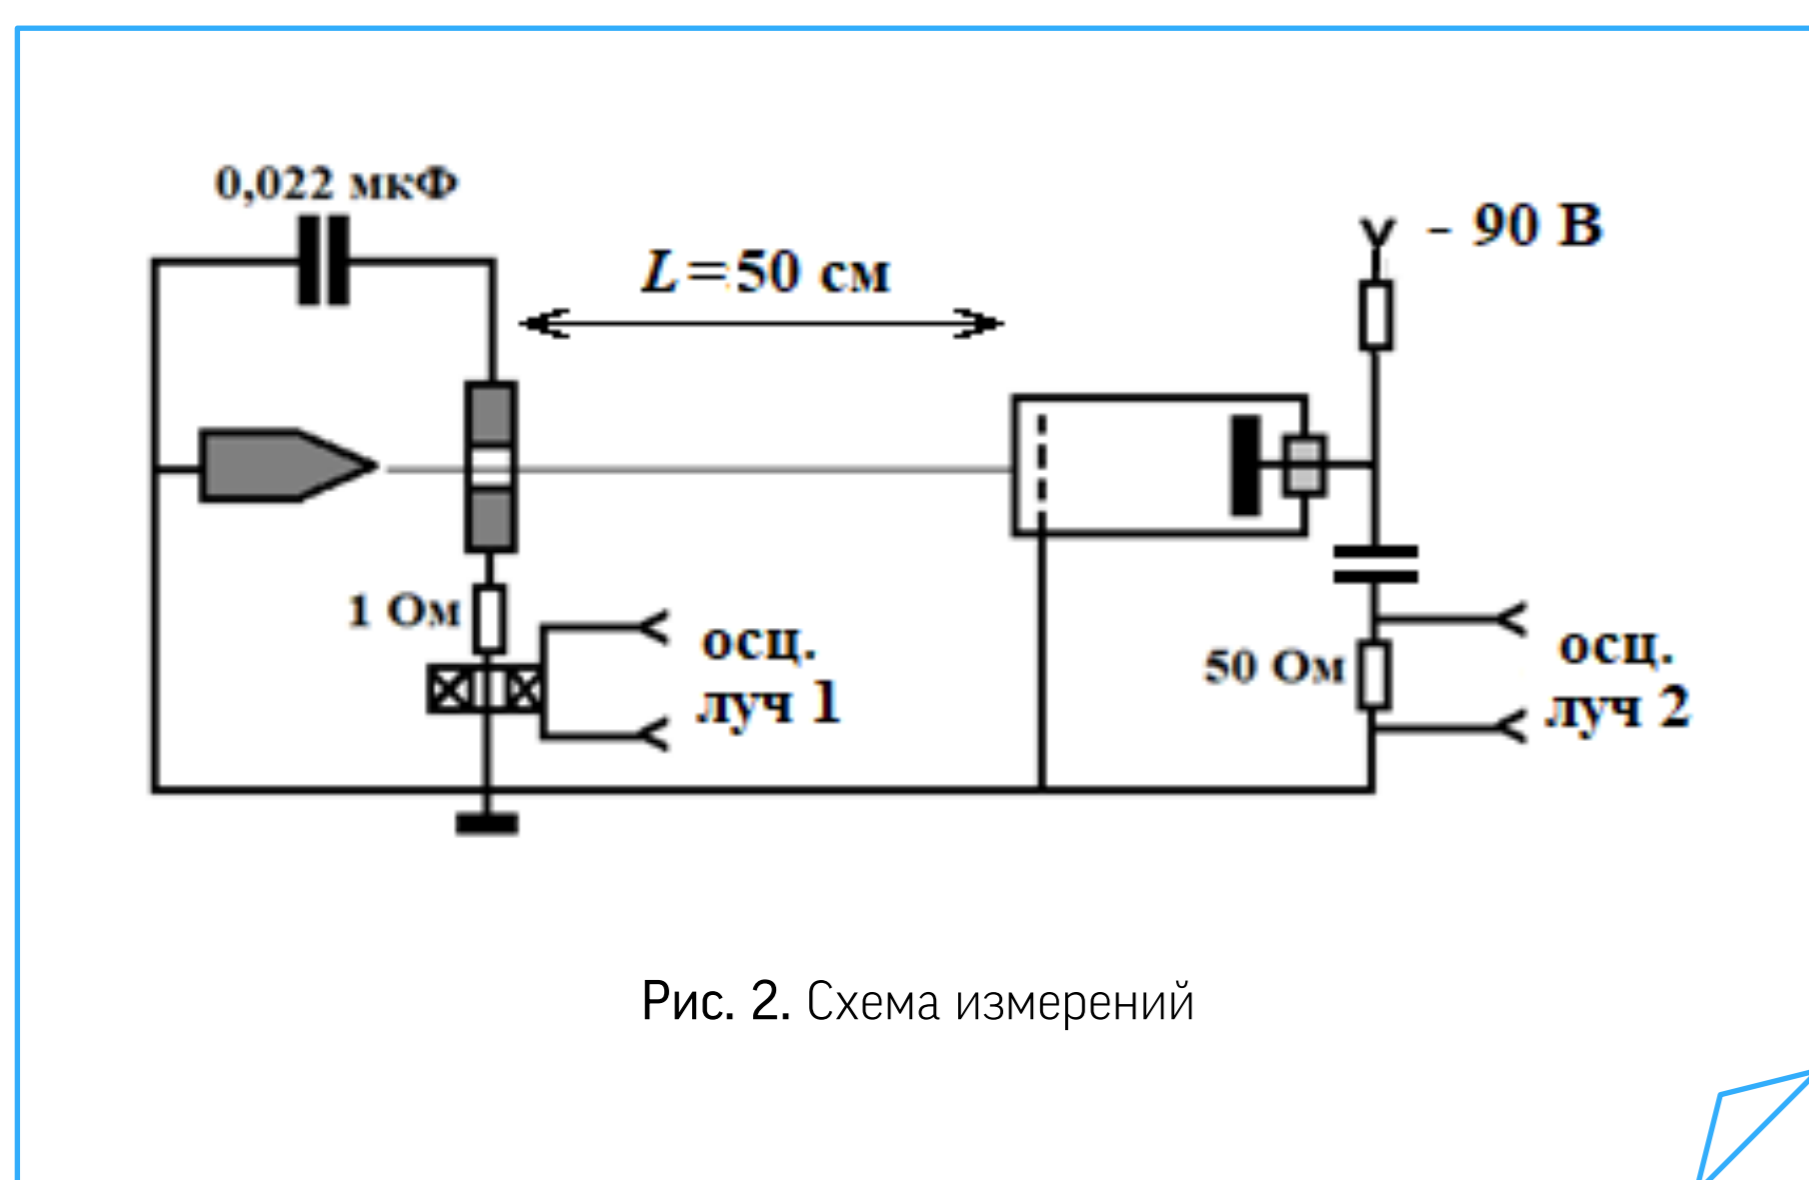 0,022 мкФ
- 90 В
L=50 см
1 Ом
осц.
луч 1
50 Ом
осц.
луч 2
Рис. 2. Схема измерений